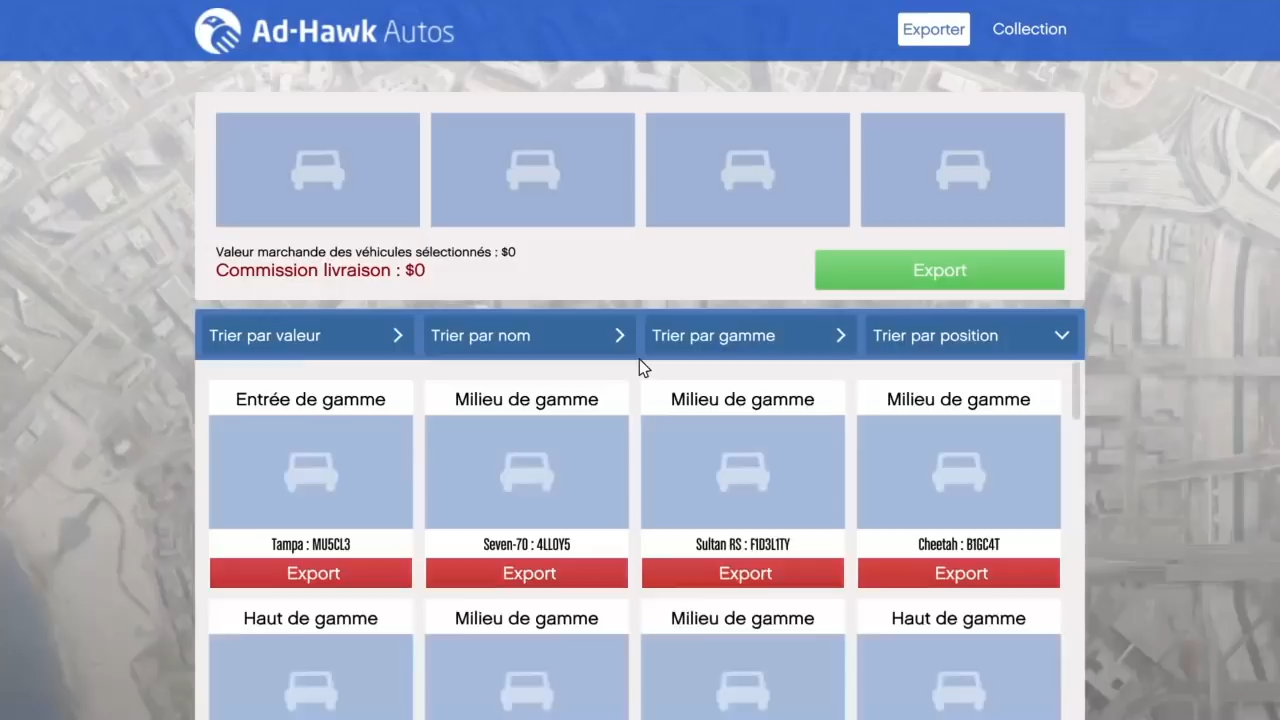 Ad-Hawk Autos
Exporter
Collection
Valeur marchande des véhicules sélectionnés : $0
Commission livraison : $0
Export
Trier par valeur
Trier par nom
Trier par gamme
Trier par position
Entrée de gamme
Milieu de gamme
Milieu de gamme
Milieu de gamme
Tampa : MU5CL3
Seven-70 : 4LL0Y5
Sultan RS : F1D3L1TY
Cheetah : B1GC4T
Export
Export
Export
Export
Haut de gamme
Milieu de gamme
Milieu de gamme
Haut de gamme